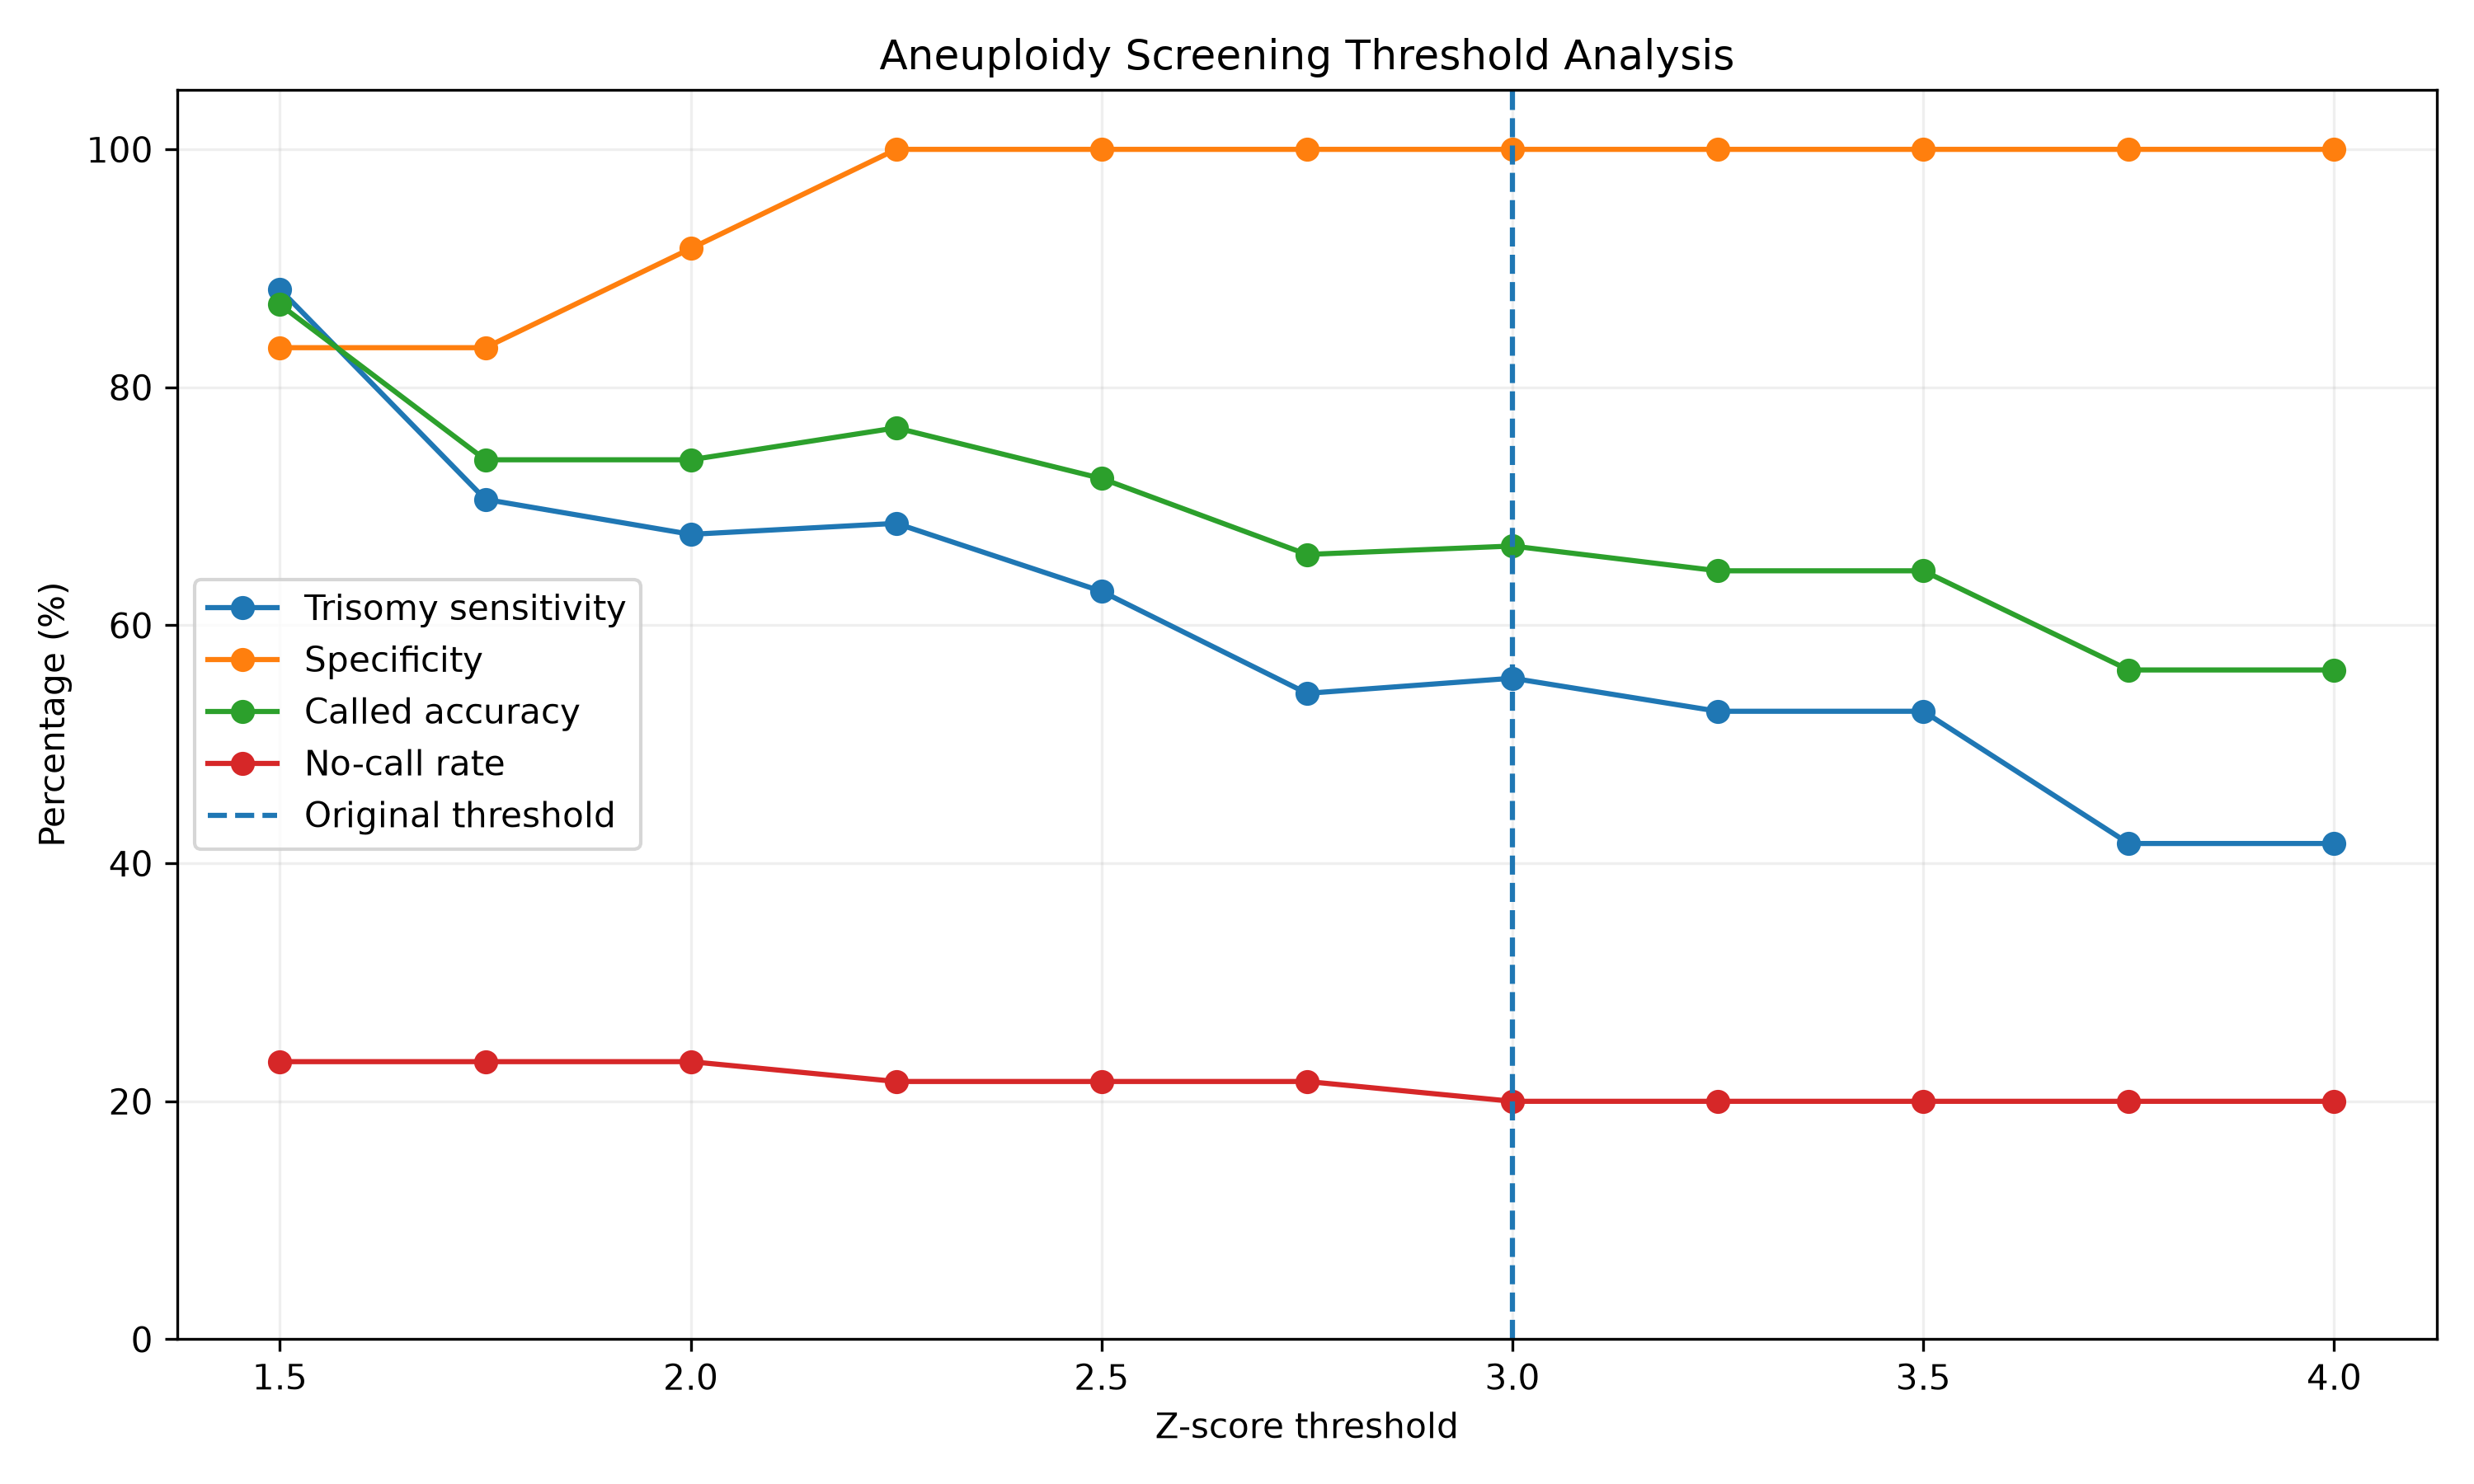 Aneuploidy Screening Threshold Analysis
100
80
60
40
20
0
Percentage (%)
Trisomy sensitivity
Specificity
Called accuracy
No-call rate
Original threshold
1.5 2.0 2.5 3.0 3.5 4.0
Z-score threshold